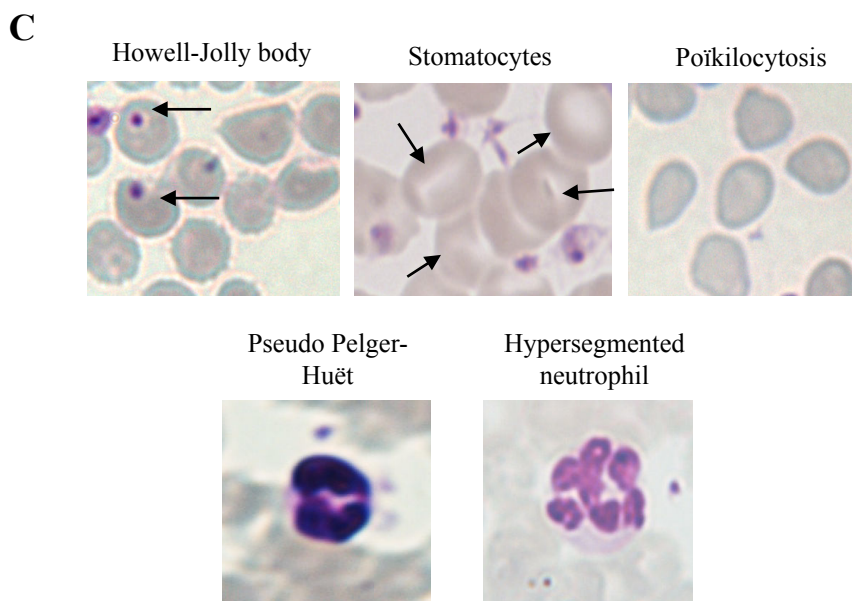 C
Howell-Jolly body
Stomatocytes
Poïkilocytosis
Pseudo Pelger-
Huët
Hypersegmented
neutrophil